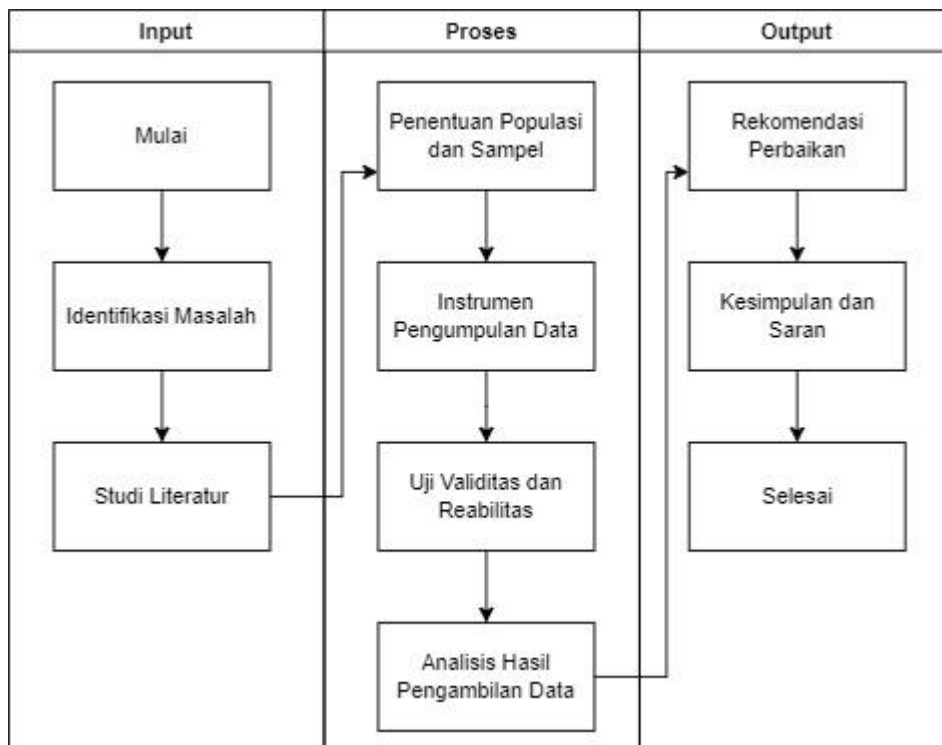 Input
Proses
Output
Mulai
Identifikasi Masalah
Studi Literatur
Penentuan Populasi
dan Sampel
Instrumen
Pengumpulan Data
Uji Validitas dan
Reabilitas
Analisis Hasil
Pengambilan Data
Rekomendasi
Perbaikan
Kesimpulan dan
Saran
Selesai